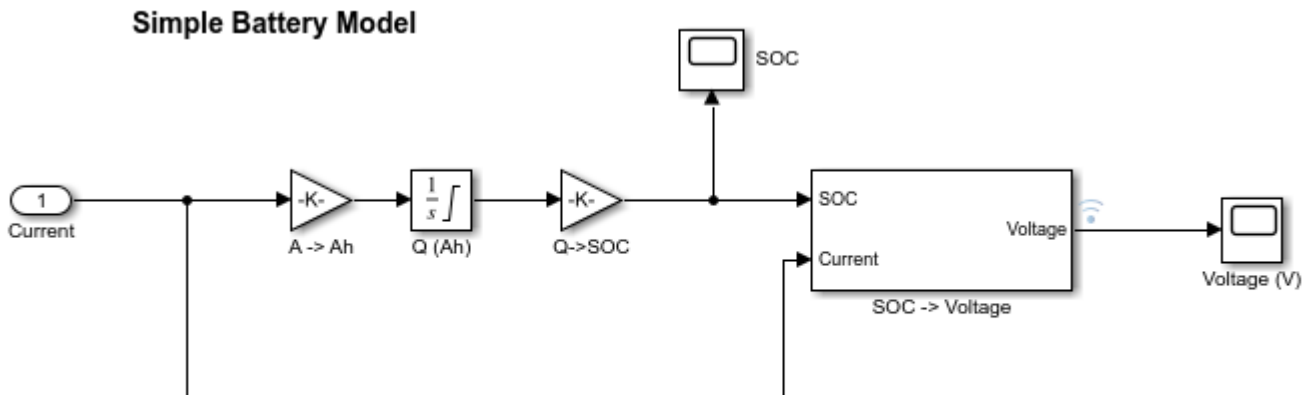 Simple Battery Model
SOC
1
Current
-K-
A -> Ah
1
s
Q (Ah)
-K-
Q->SOC
SOC
Current
Voltage
SOC -> Voltage
Voltage (V)